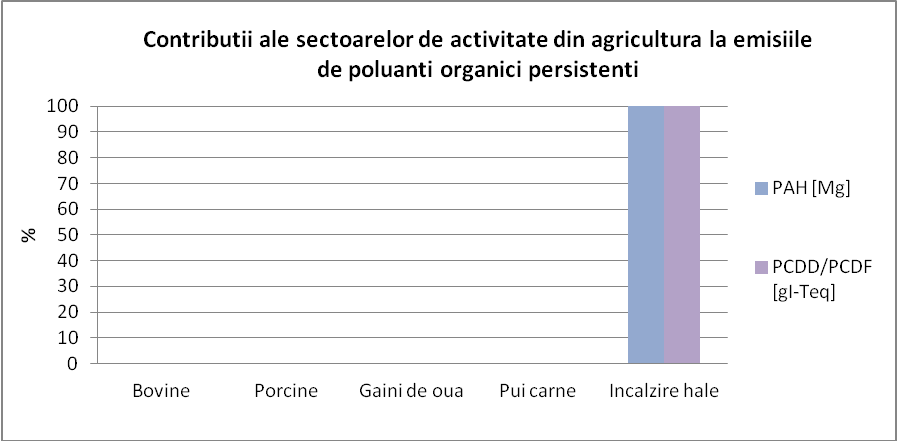 Contributii ale sectoarelor de activitate din agricultura la emisiile
de poluanti organici persistenti
100
90
80
70
60
50
40
30
20
10
0
%
Bovine
Porcine
Gaini de oua
Pui carne
Incalzire hale
PAH [Mg]
PCDD/PCDF
[gI-Teq]